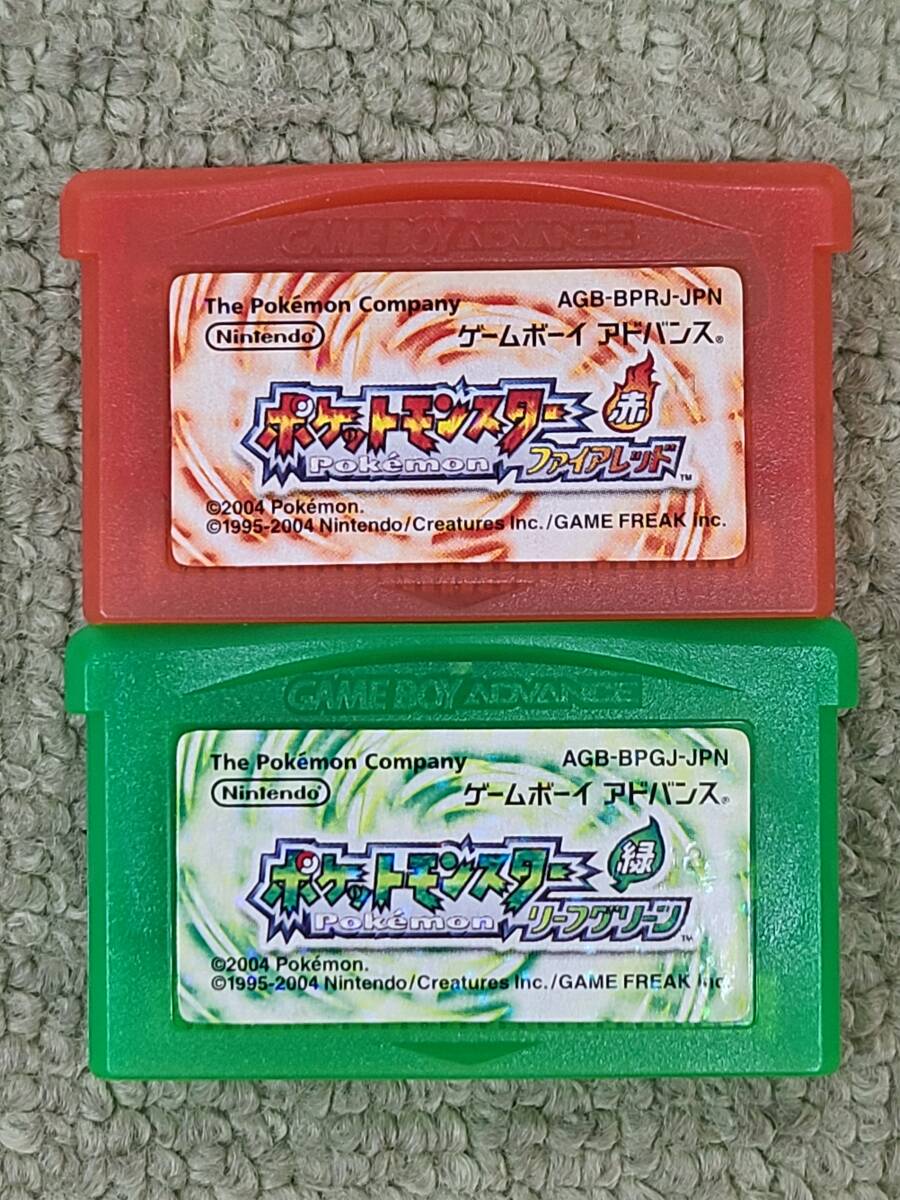 GAME BOY ADVANCE
The Pokémon Company
AGB-BPRJ-JPN
Nintendo
ゲームボーイ アドバンス®
ポケットモンスター
赤
Pokémon
ファイアレッド™
©2004 Pokémon.
©1995-2004 Nintendo/Creatures Inc./GAME FREAK Inc.
GAME BOY ADVANCE
The Pokémon Company
AGB-BPGJ-JPN
Nintendo
ゲームボーイ アドバンス®
ポケットモンスター
緑
Pokémon
リーフグリーン™
©2004 Pokémon.
©1995-2004 Nintendo/Creatures Inc./GAME FREAK Inc.